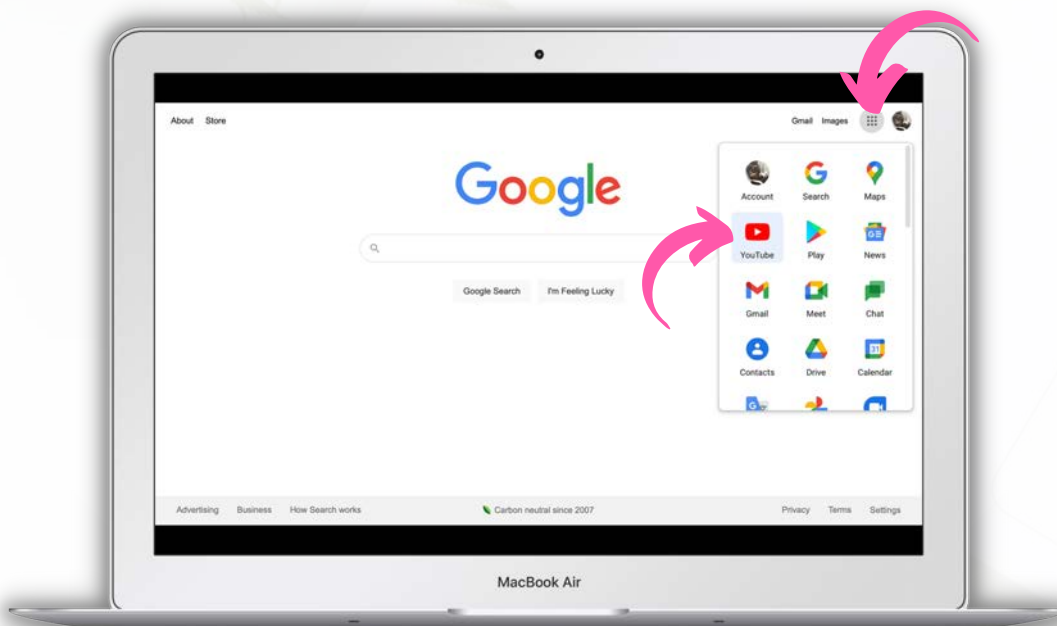 About Store
Gmail Images
Google
Account Search Maps
YouTube Play News
Google Search I'm Feeling Lucky
Gmail Meet Chat
Contacts Drive Calendar
Advertising Business How Search works
Carbon neutral since 2007
Privacy Terms Settings
MacBook Air